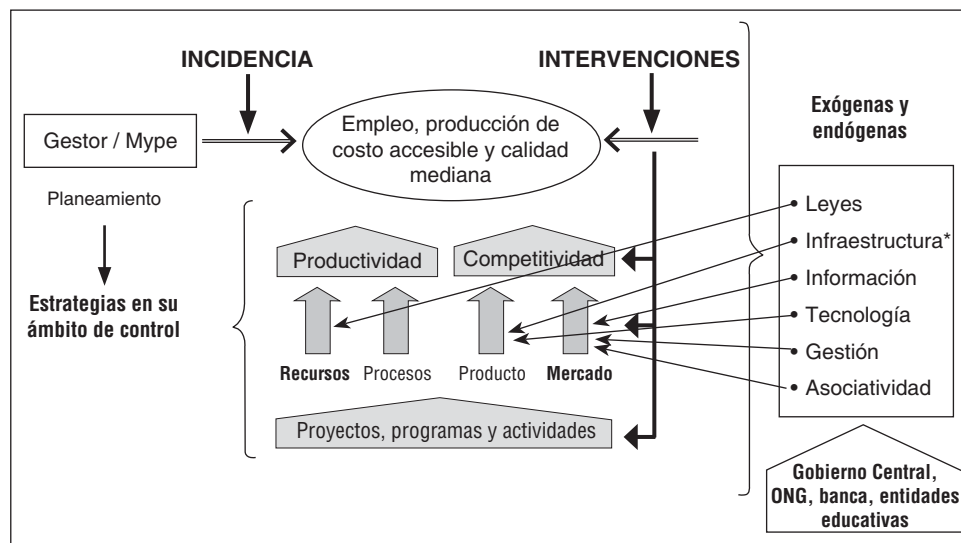 INCIDENCIA
INTERVENCIONES
Gestor / Mype
Empleo, producción de
costo accesible y calidad
mediana
Exógenas y
endógenas
Planeamiento
Estrategias en su
ámbito de control
Productividad
Competitividad
Recursos
Procesos
Producto
Mercado
Proyectos, programas y actividades
• Leyes
• Infraestructura*
• Información
• Tecnología
• Gestión
• Asociatividad
Gobierno Central,
ONG, banca, entidades
educativas